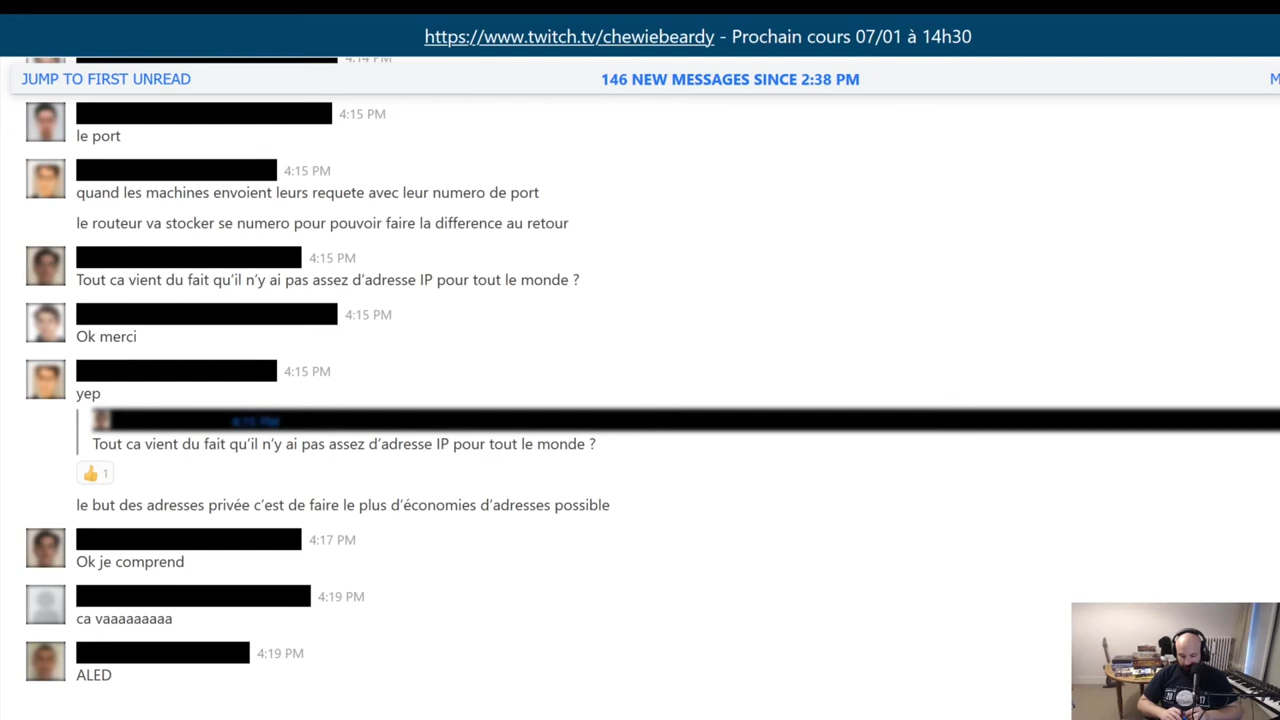 https://www.twitch.tv/chewiebeardy - Prochain cours 07/01 à 14h30
4:14 PM
JUMP TO FIRST UNREAD
146 NEW MESSAGES SINCE 2:38 PM
M
4:15 PM
le port
4:15 PM
quand les machines envoient leurs requete avec leur numero de port
le routeur va stocker se numero pour pouvoir faire la difference au retour
4:15 PM
Tout ca vient du fait qu'il n'y ai pas assez d'adresse IP pour tout le monde ?
4:15 PM
Ok merci
4:15 PM
yep
4:15 PM
Tout ca vient du fait qu'il n'y ai pas assez d'adresse IP pour tout le monde ?
1
le but des adresses privée c'est de faire le plus d'économies d'adresses possible
4:17 PM
Ok je comprend
4:19 PM
ca vaaaaaaaaa
4:19 PM
ALED